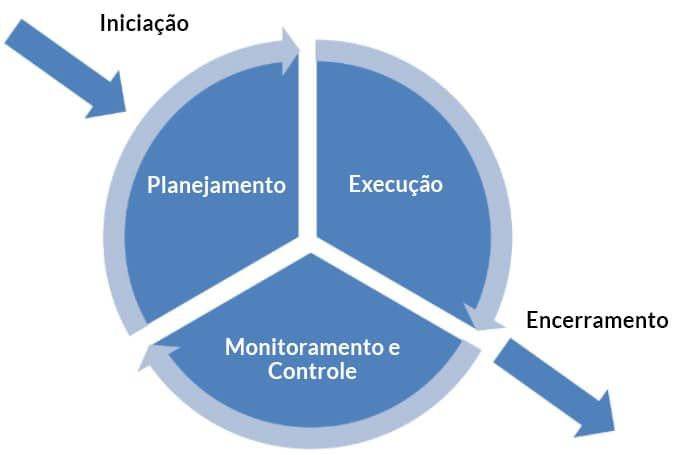 Iniciação
Planejamento
Execução
Encerramento
Monitoramento e
Controle